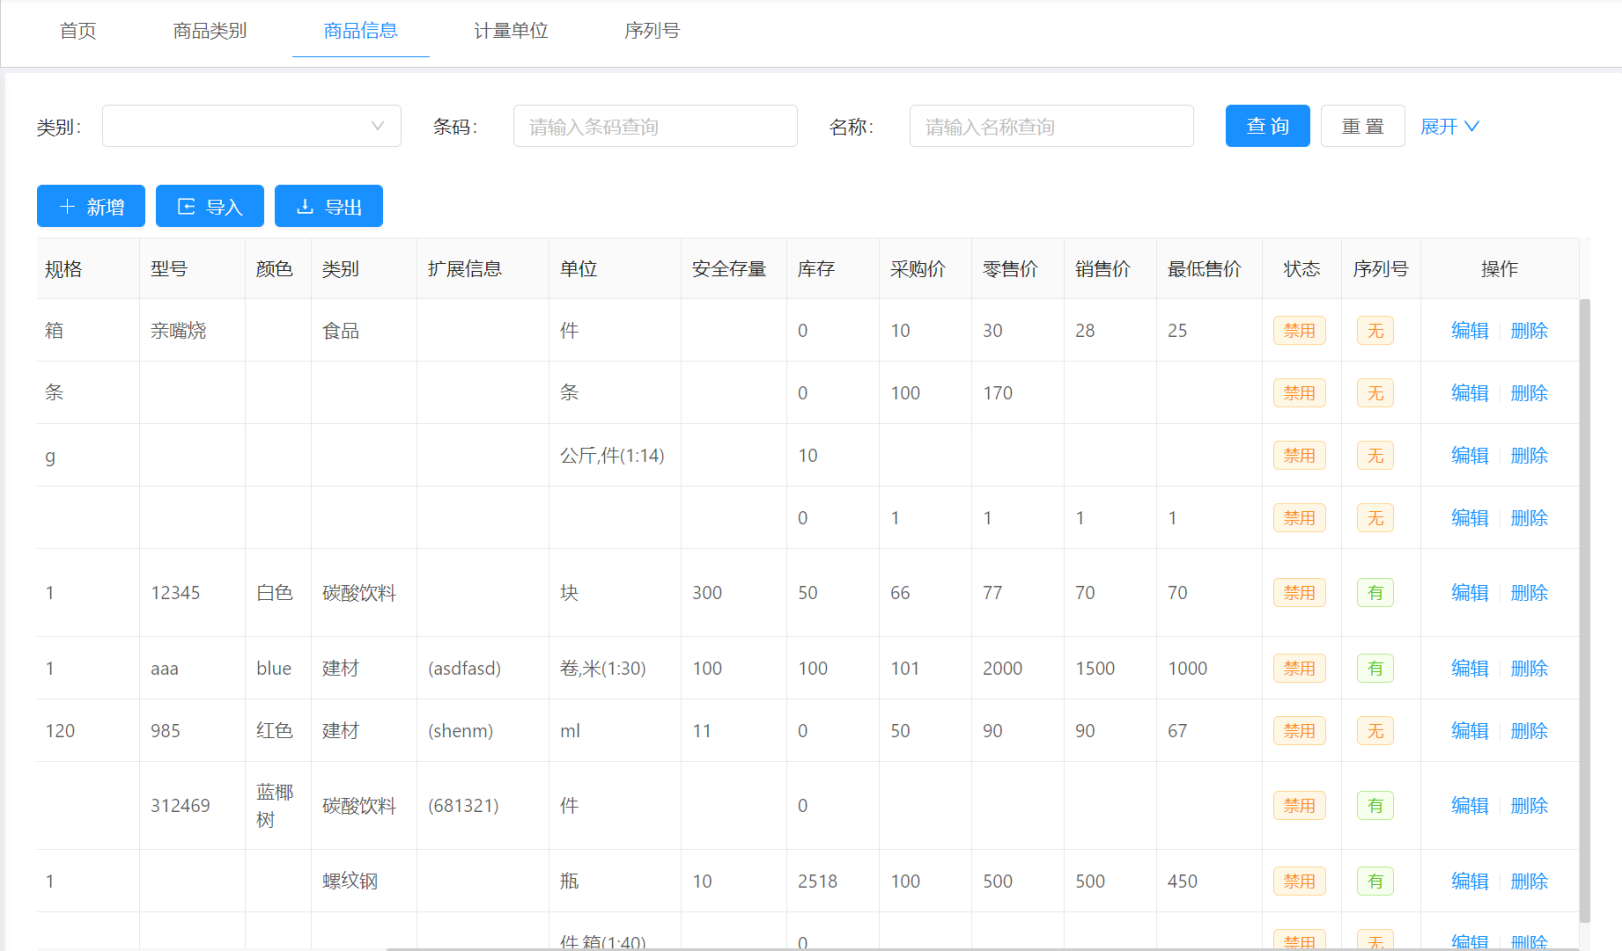 首页 商品类别 商品信息 计量单位 序列号
类别： 条码： 请输入条码查询 名称： 请输入名称查询 查 询 重 置 展开
新增 导入 导出
规格 型号 颜色 类别 扩展信息 单位 安全存量 库存 采购价 零售价 销售价 最低售价 状态 序列号 操作
箱 亲嘴烧 食品 件 0 10 30 28 25 禁用 无 编辑 删除
条 条 0 100 170 禁用 无 编辑 删除
g 公斤,件(1:14) 10 禁用 无 编辑 删除
0 1 1 1 1 禁用 无 编辑 删除
1 12345 白色 碳酸饮料 块 300 50 66 77 70 70 禁用 有 编辑 删除
1 aaa blue 建材 (asdfasd) 卷,米(1:30) 100 100 101 2000 1500 1000 禁用 有 编辑 删除
120 985 红色 建材 (shenm) ml 11 0 50 90 90 67 禁用 无 编辑 删除
312469 蓝椰树 碳酸饮料 (681321) 件 0 禁用 有 编辑 删除
1 螺纹钢 瓶 10 2518 100 500 500 450 禁用 有 编辑 删除
件,箱(1:40) 0 禁用 无 编辑 删除